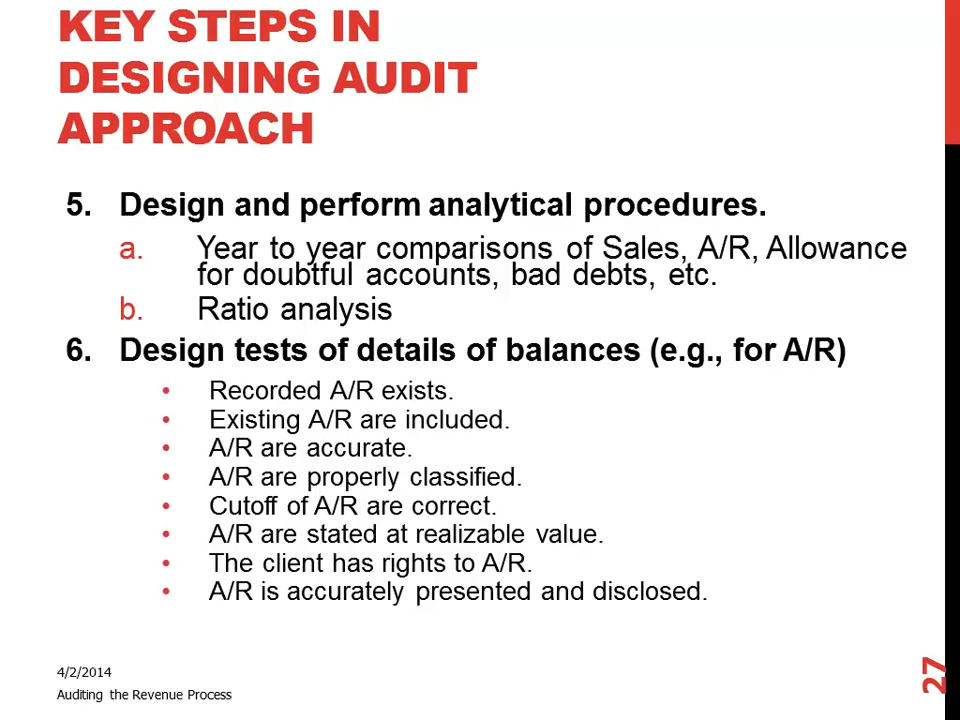 KEY STEPS IN
DESIGNING AUDIT
APPROACH
5. Design and perform analytical procedures.
a. Year to year comparisons of Sales, A/R, Allowance
for doubtful accounts, bad debts, etc.
b. Ratio analysis
6. Design tests of details of balances (e.g., for A/R)
• Recorded A/R exists.
• Existing A/R are included.
• A/R are accurate.
• A/R are properly classified.
• Cutoff of A/R are correct.
• A/R are stated at realizable value.
• The client has rights to A/R.
• A/R is accurately presented and disclosed.
4/2/2014
Auditing the Revenue Process
27